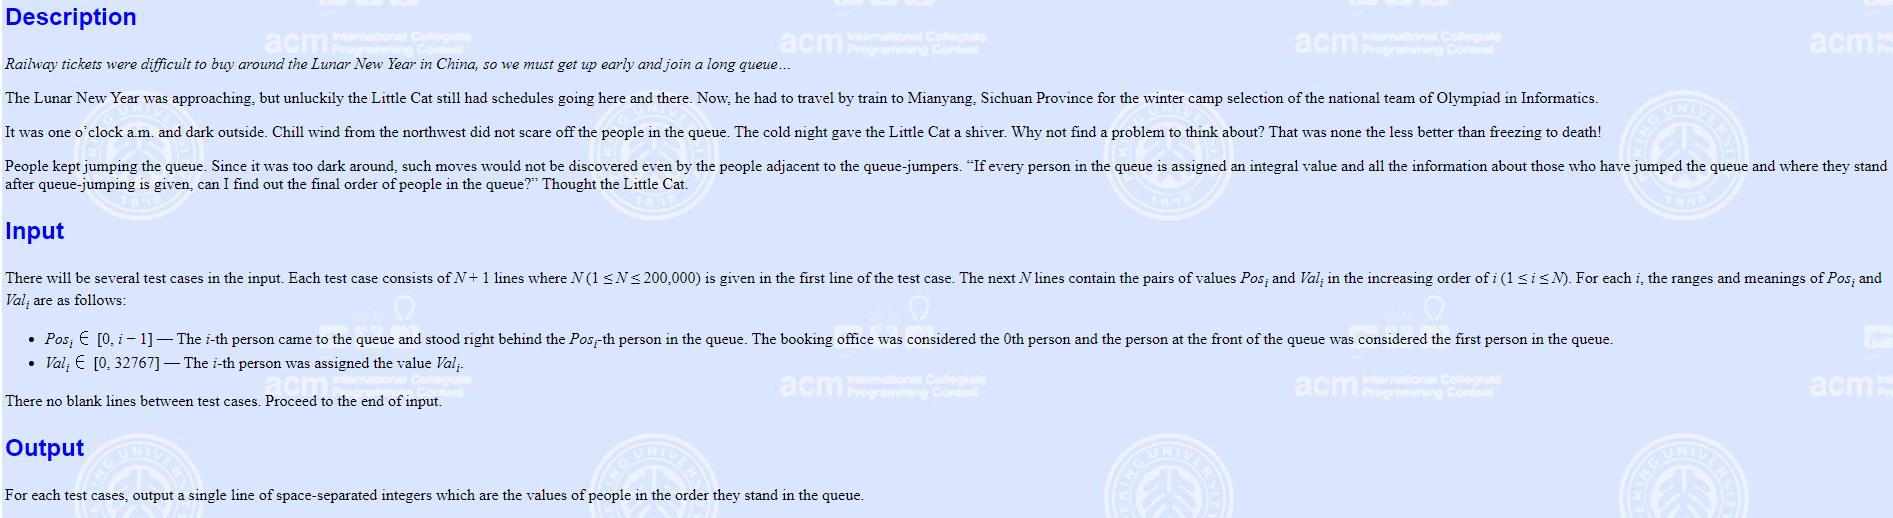 Description
Railway tickets were difficult to buy around the Lunar New Year in China, so we must get up early and join a long queue…
The Lunar New Year was approaching, but unluckily the Little Cat still had schedules going here and there. Now, he had to travel by train to Mianyang, Sichuan Province for the winter camp selection of the national team of Olympiad in Informatics.
It was one o’clock a.m. and dark outside. Chill wind from the northwest did not scare off the people in the queue. The cold night gave the Little Cat a shiver. Why not find a problem to think about? That was none the less better than freezing to death!
People kept jumping the queue. Since it was too dark around, such moves would not be discovered even by the people adjacent to the queue-jumpers. “If every person in the queue is assigned an integral value and all the information about those who have jumped the queue and where they stand
after queue-jumping is given, can I find out the final order of people in the queue?” Thought the Little Cat.
Input
There will be several test cases in the input. Each test case consists of N + 1 lines where N (1 ≤ N ≤ 200,000) is given in the first line of the test case. The next N lines contain the pairs of values Posi and Vali in the increasing order of i (1 ≤ i ≤ N). For each i, the ranges and meanings of Posi and
Vali are as follows:
• Posi ∈ [0, i − 1] — The i-th person came to the queue and stood right behind the Posi-th person in the queue. The booking office was considered the 0th person and the person at the front of the queue was considered the first person in the queue.
• Vali ∈ [0, 32767] — The i-th person was assigned the value Vali.
There no blank lines between test cases. Proceed to the end of input.
Output
For each test cases, output a single line of space-separated integers which are the values of people in the order they stand in the queue.